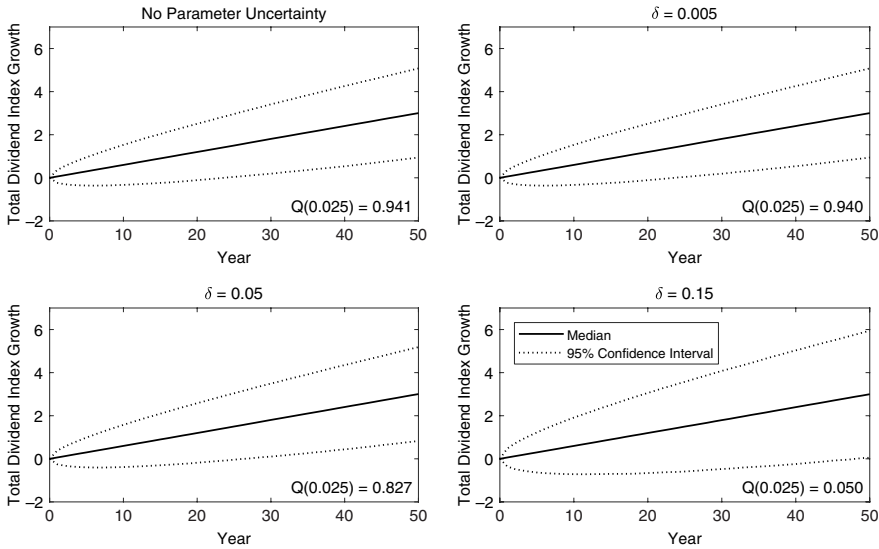 No Parameter Uncertainty
Total Dividend Index Growth
6
4
2
0
−2
Q(0.025) = 0.941
0 10 20 30 40 50
Year
δ = 0.005
Total Dividend Index Growth
6
4
2
0
−2
Q(0.025) = 0.940
0 10 20 30 40 50
Year
δ = 0.05
Total Dividend Index Growth
6
4
2
0
−2
Q(0.025) = 0.827
0 10 20 30 40 50
Year
δ = 0.15
Total Dividend Index Growth
6
4
2
0
−2
Median
95% Confidence Interval
Q(0.025) = 0.050
0 10 20 30 40 50
Year